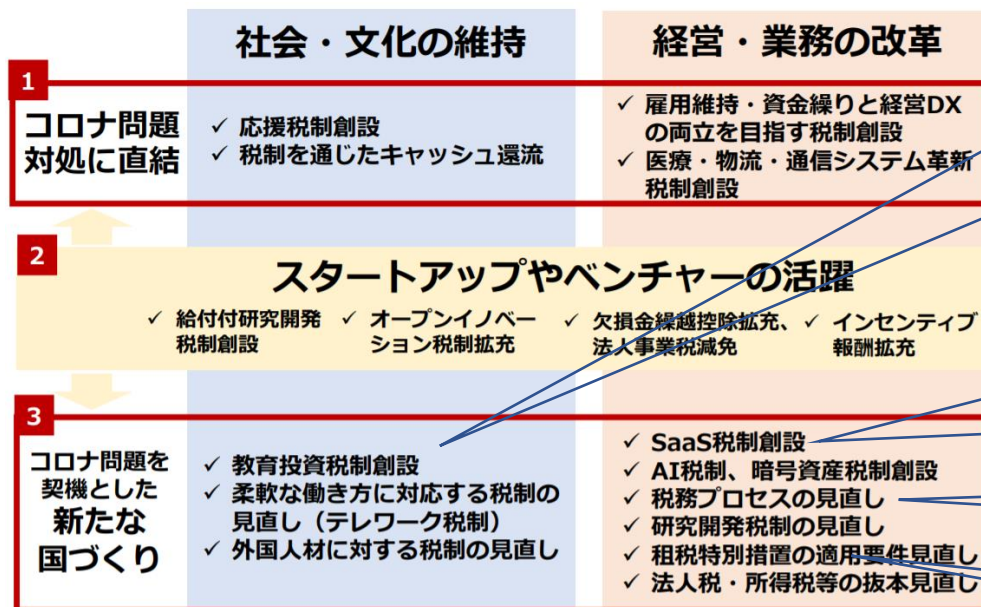 社会・文化の維持
経営・業務の改革
1
コロナ問題
対処に直結
✓ 応援税制創設
✓ 税制を通じたキャッシュ還流
✓ 雇用維持・資金繰りと経営DX
の両立を目指す税制創設
✓ 医療・物流・通信システム革新
税制創設
2
スタートアップやベンチャーの活躍
✓ 給付付研究開発
税制創設
✓ オープンイノベー
ション税制拡充
✓ 欠損金繰越控除拡充、
法人事業税減免
✓ インセンティブ
報酬拡充
3
コロナ問題を
契機とした
新たな
国づくり
✓ 教育投資税制創設
✓ 柔軟な働き方に対応する税制の
見直し（テレワーク税制）
✓ 外国人材に対する税制の見直し
✓ SaaS税制創設
✓ AI税制、暗号資産税制創設
✓ 税務プロセスの見直し
✓ 研究開発税制の見直し
✓ 租税特別措置の適用要件見直し
✓ 法人税・所得税等の抜本見直し